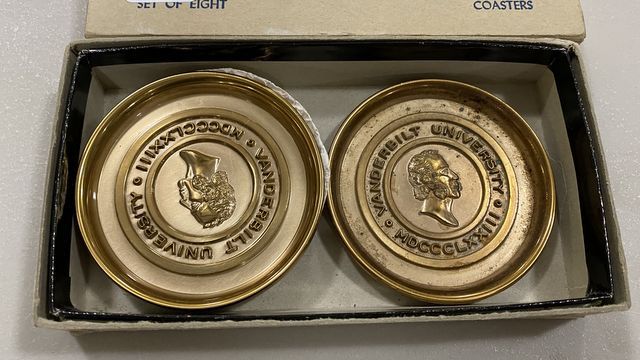 SET OF EIGHT
COASTERS
VANDERBILT UNIVERSITY • MDCCCLXXIII •
VANDERBILT UNIVERSITY • MDCCCLXXIII •